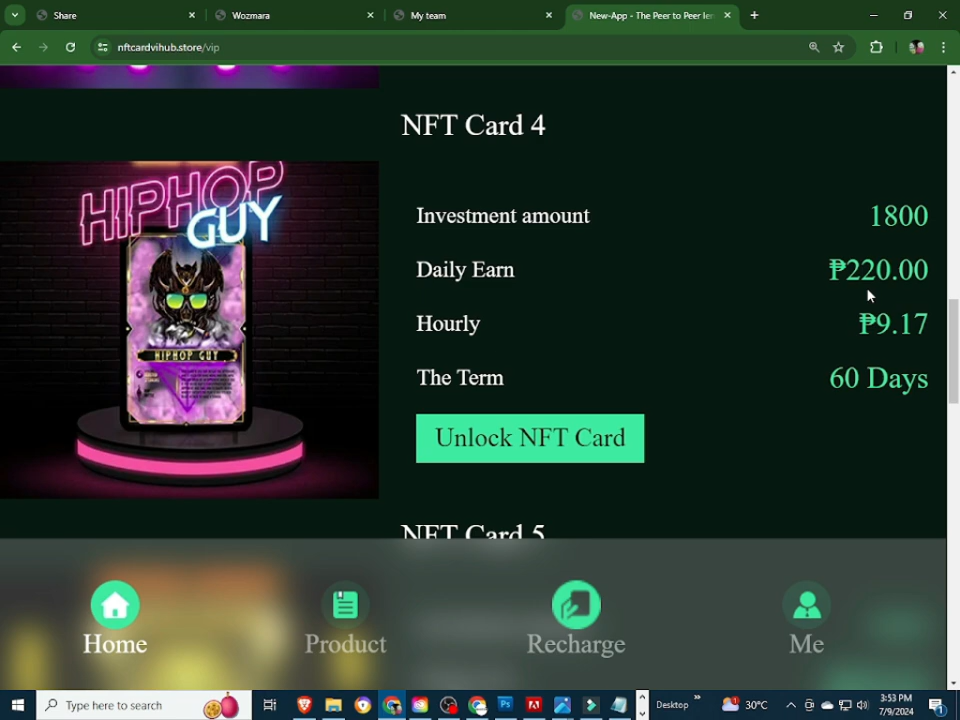 Share
Wozmara
My team
New-App - The Peer to Peer len
nftcardvihub.store/vip
NFT Card 4
HIPHOP
GUY
HIPHOP GUY
Investment amount 1800
Daily Earn ₱220.00
Hourly ₱9.17
The Term 60 Days
Unlock NFT Card
NFT Card 5
Home
Product
Recharge
Me
Type here to search
Desktop
30°C
3:53 PM
7/9/2024